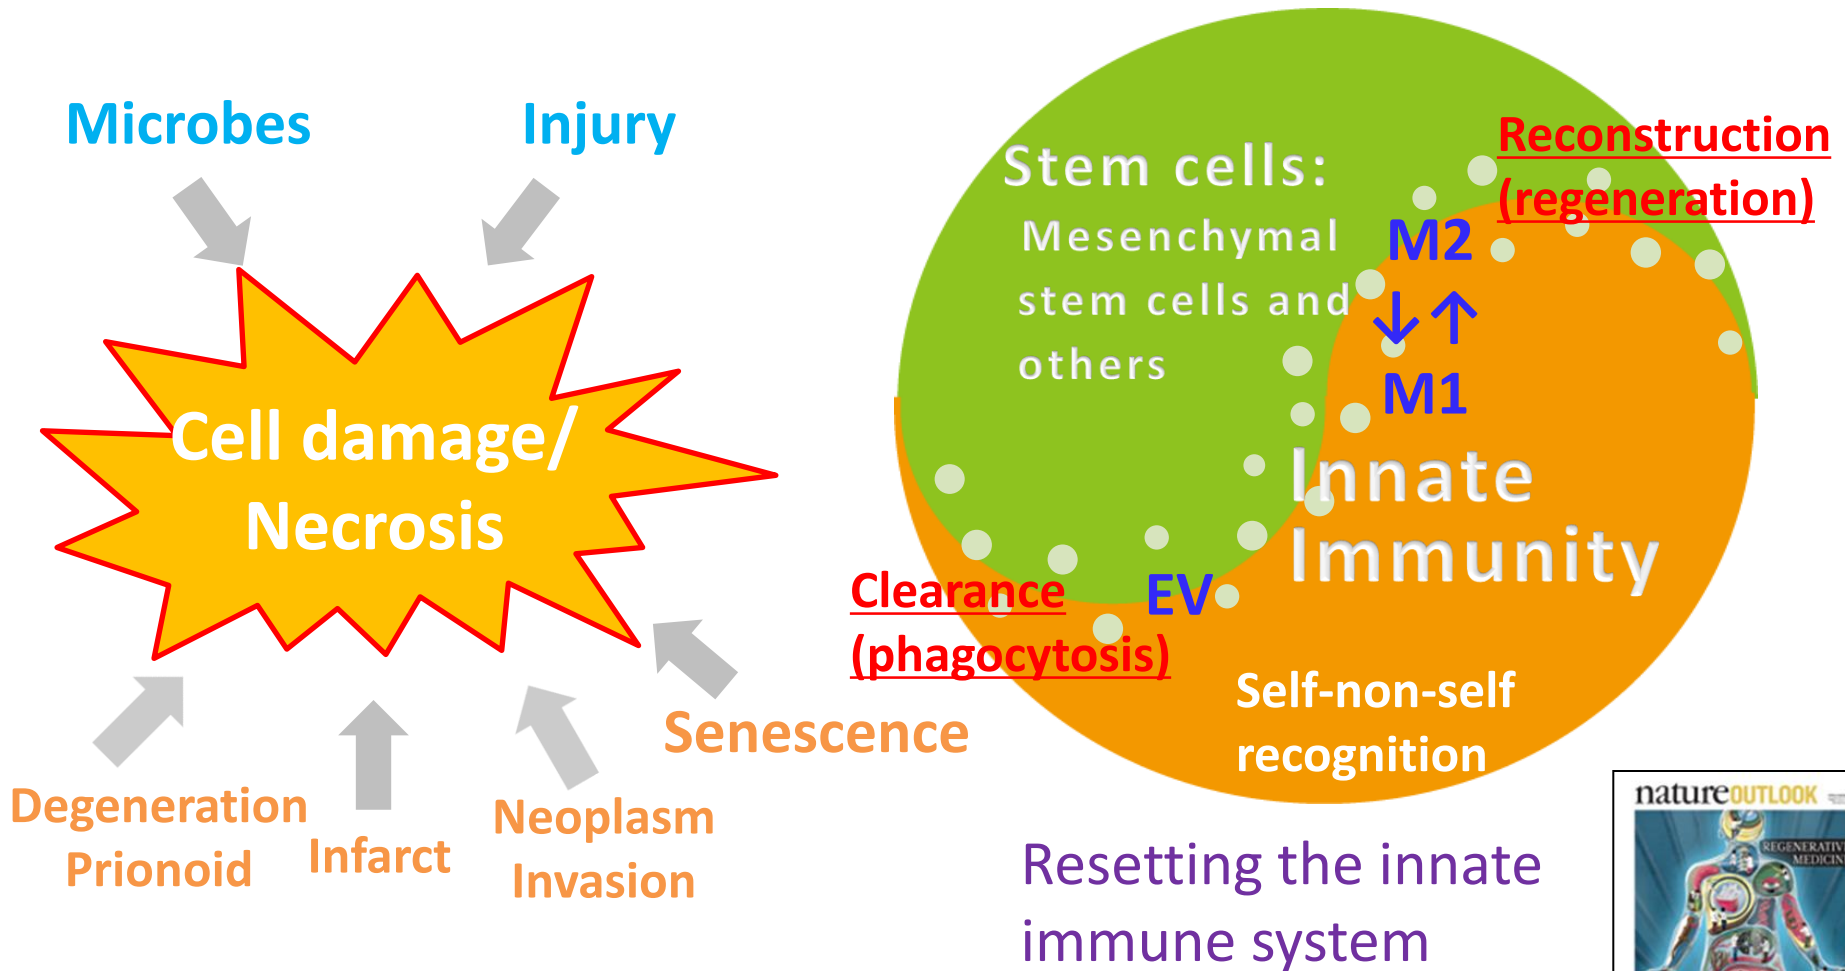 Microbes
Injury
Cell damage/
Necrosis
Senescence
Degeneration
Prionoid
Infarct
Neoplasm
Invasion
Stem cells:
Mesenchymal
stem cells and
others
Reconstruction
(regeneration)
M2
↓↑
M1
Innate
Immunity
Clearance
(phagocytosis)
EV
Self-non-self
recognition
Resetting the innate
immune system
natureOUTLOOK
REGENERATIVE
MEDICINE